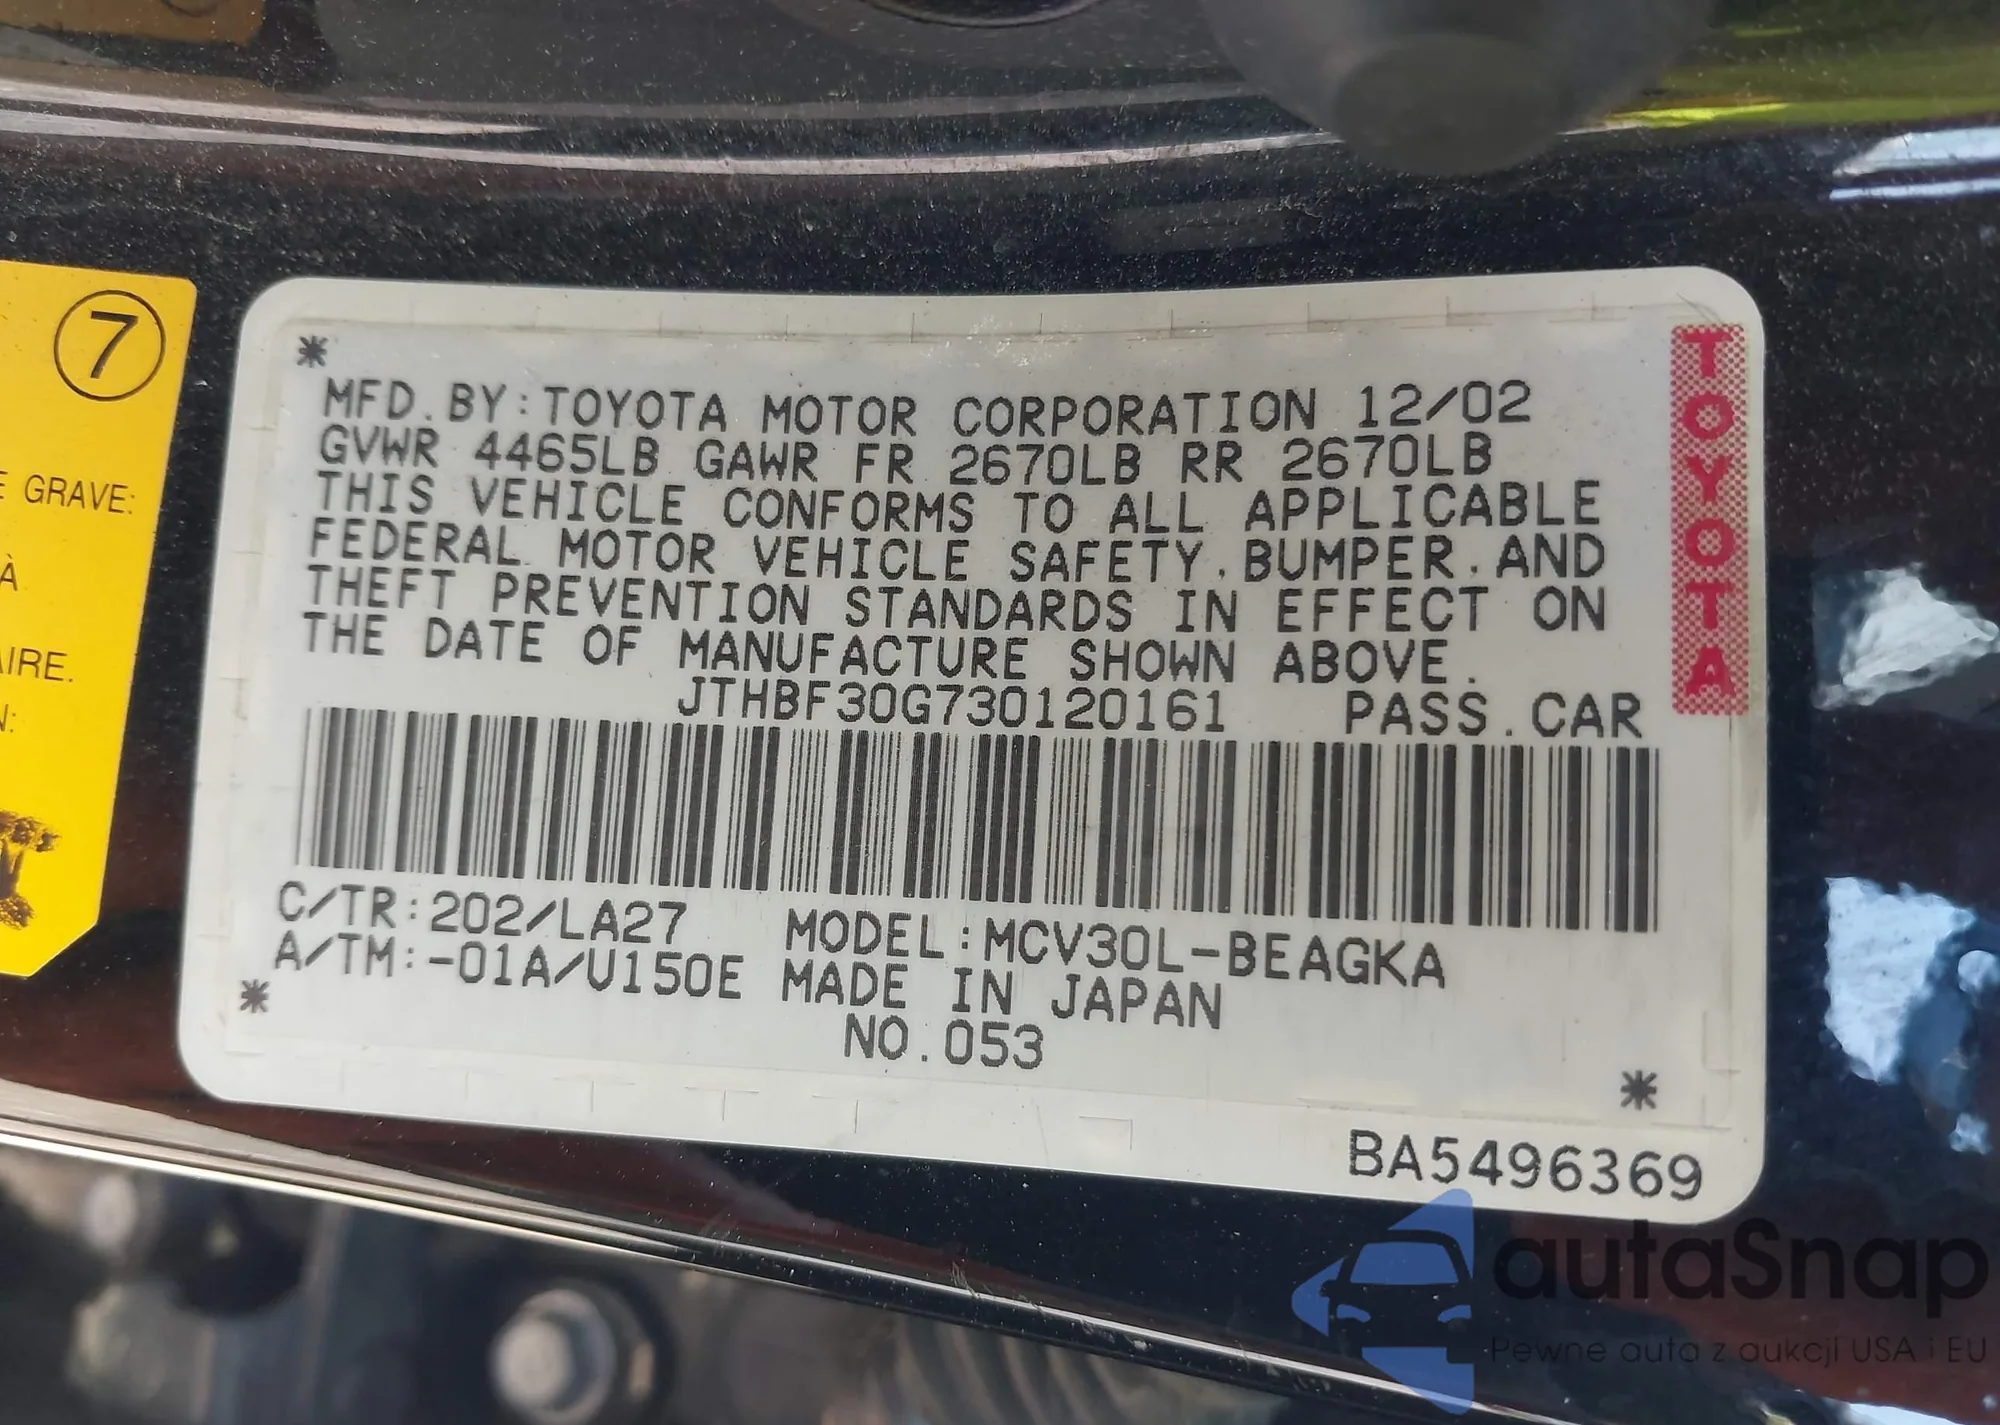 7
GRAVE:
À
AIRE.
N:
*
MFD.BY:TOYOTA MOTOR CORPORATION 12/02
GVWR 4465LB GAWR FR 2670LB RR 2670LB
THIS VEHICLE CONFORMS TO ALL APPLICABLE
FEDERAL MOTOR VEHICLE SAFETY,BUMPER,AND
THEFT PREVENTION STANDARDS IN EFFECT ON
THE DATE OF MANUFACTURE SHOWN ABOVE.
JTHBF30G730120161 PASS.CAR
TOYOTA
C/TR:202/LA27 MODEL:MCV30L-BEAGKA
A/TM:-01A/U150E MADE IN JAPAN
* NO.053
*
BA5496369
autaSnap
Pewne auta z aukcji USA i EU